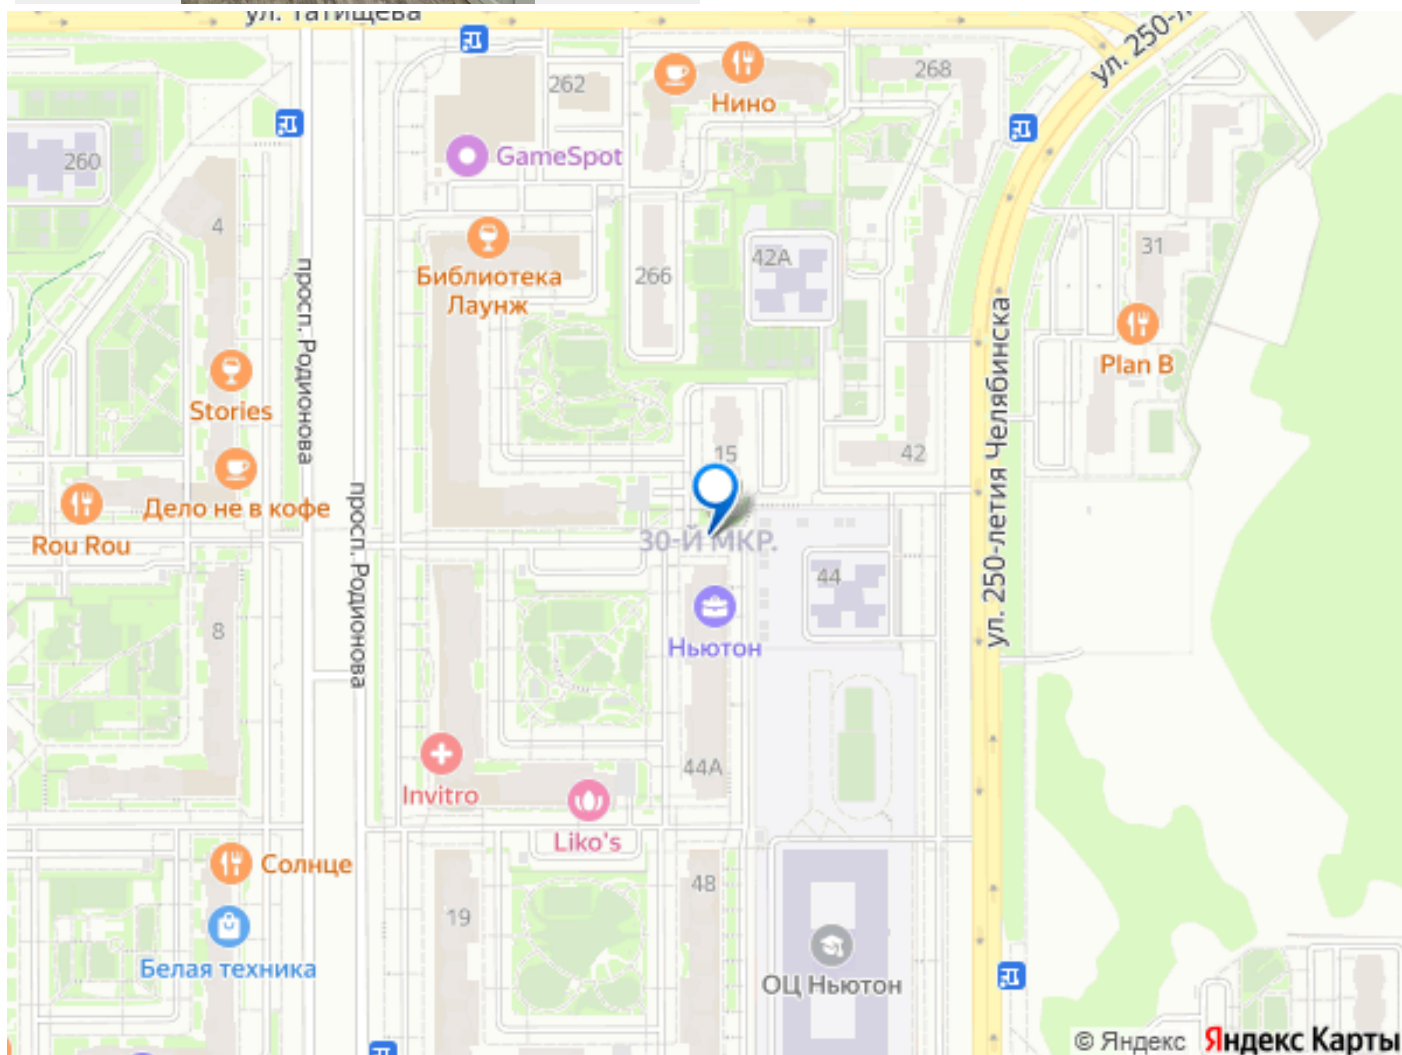 ул. Татищева
ул. 250-л
262
268
Нино
GameSpot
260
4
31
42А
266
Библиотека
Лаунж
просп. Родионова
Plan B
Stories
15
42
ул. 250-летия Челябинска
Дело не в кофе
Rou Rou
просп. Родионова
30-Й МКР.
44
8
Ньютон
44А
Invitro
Liko's
Солнце
48
19
Белая техника
ОЦ Ньютон
© Яндекс Яндекс Карты